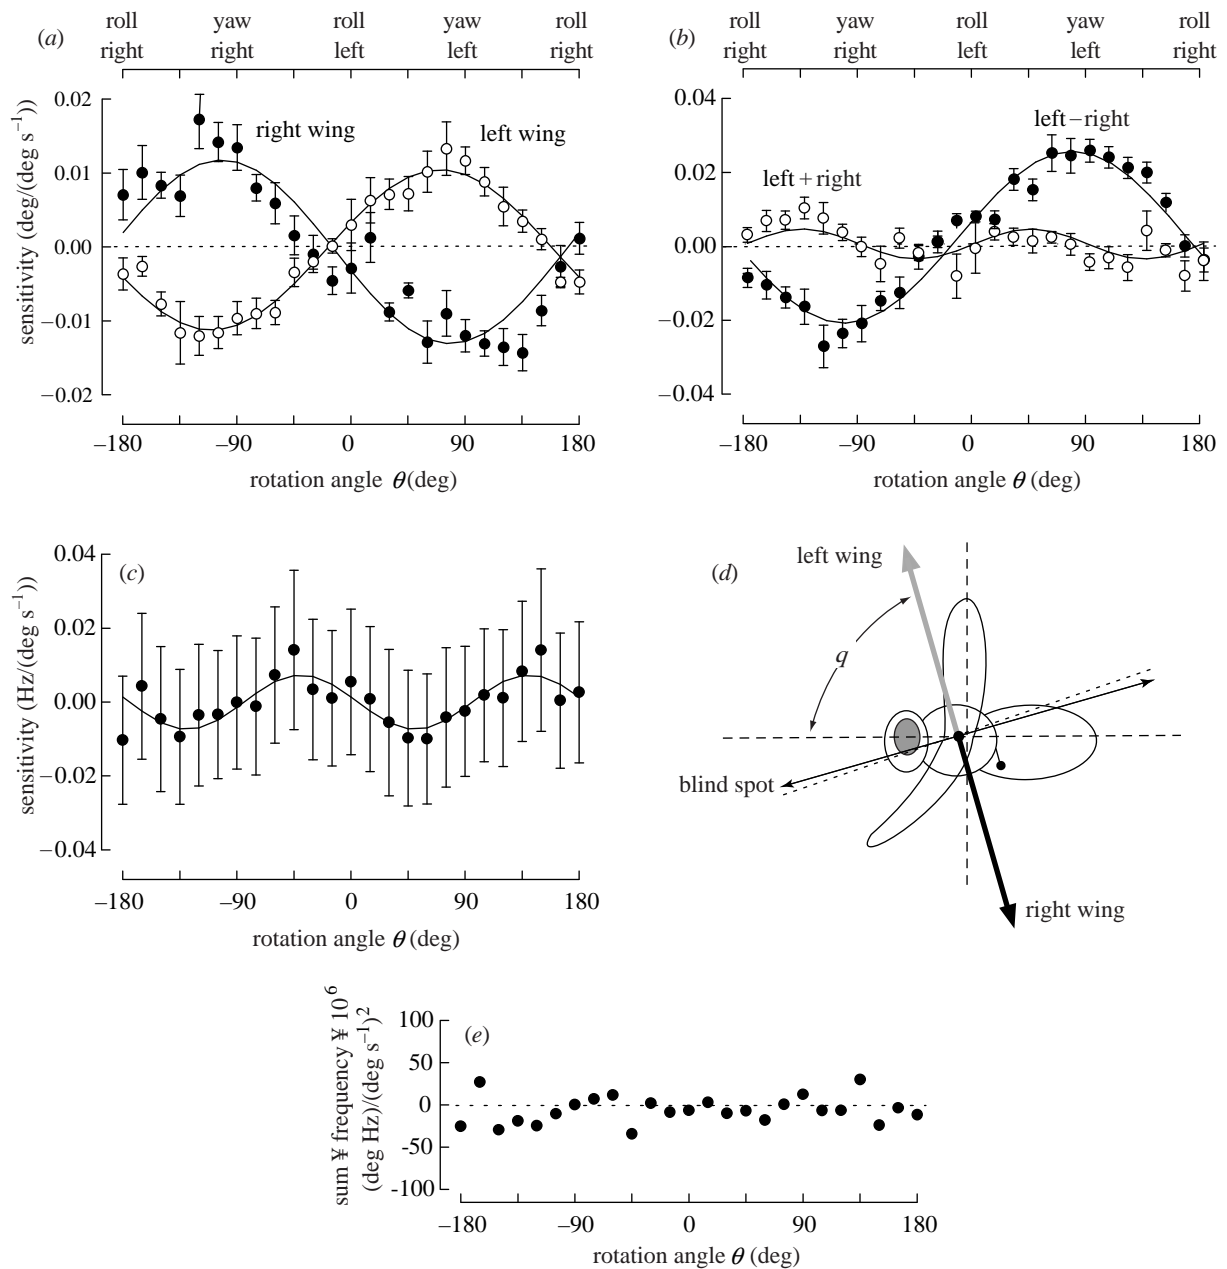 roll yaw roll yaw roll
(a) right right left left right
0.02
0.01
0.00
−0.01
−0.02
sensitivity (deg/(deg s⁻¹))
right wing
left wing
−180 −90 0 90 180
rotation angle θ (deg)
roll yaw roll yaw roll
(b) right right left left right
0.04
0.02
0.00
−0.02
−0.04
left − right
left + right
−180 −90 0 90 180
rotation angle θ (deg)
(c)
0.04
0.02
0.00
−0.02
−0.04
sensitivity (Hz/(deg s⁻¹))
−180 −90 0 90 180
rotation angle θ (deg)
(d)
left wing
q
blind spot
right wing
(e)
sum ¥ frequency ¥ 10⁶
(deg Hz)/(deg s⁻¹)²
100
50
0
-50
-100
−180 −90 0 90 180
rotation angle θ (deg)